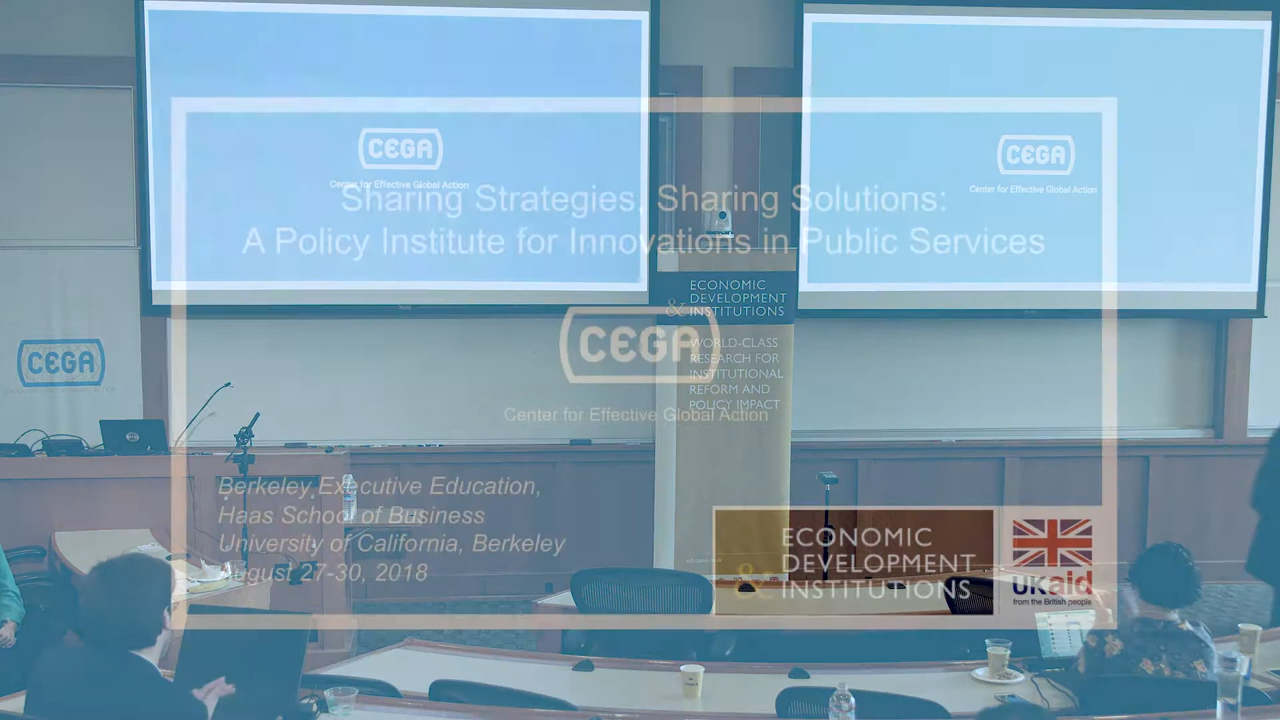 CEGA
Center for Effective Global Action
CEGA
Center for Effective Global Action
Sharing Strategies, Sharing Solutions:
A Policy Institute for Innovations in Public Services
ECONOMIC
DEVELOPMENT
& INSTITUTIONS
WORLD-CLASS
RESEARCH FOR
INSTITUTIONAL
REFORM AND
POLICY IMPACT
CEGA
CEGA
Center for Effective Global Action
Berkeley Executive Education,
Haas School of Business
University of California, Berkeley
August 27-30, 2018
ECONOMIC
DEVELOPMENT
& INSTITUTIONS
UKaid
from the British people